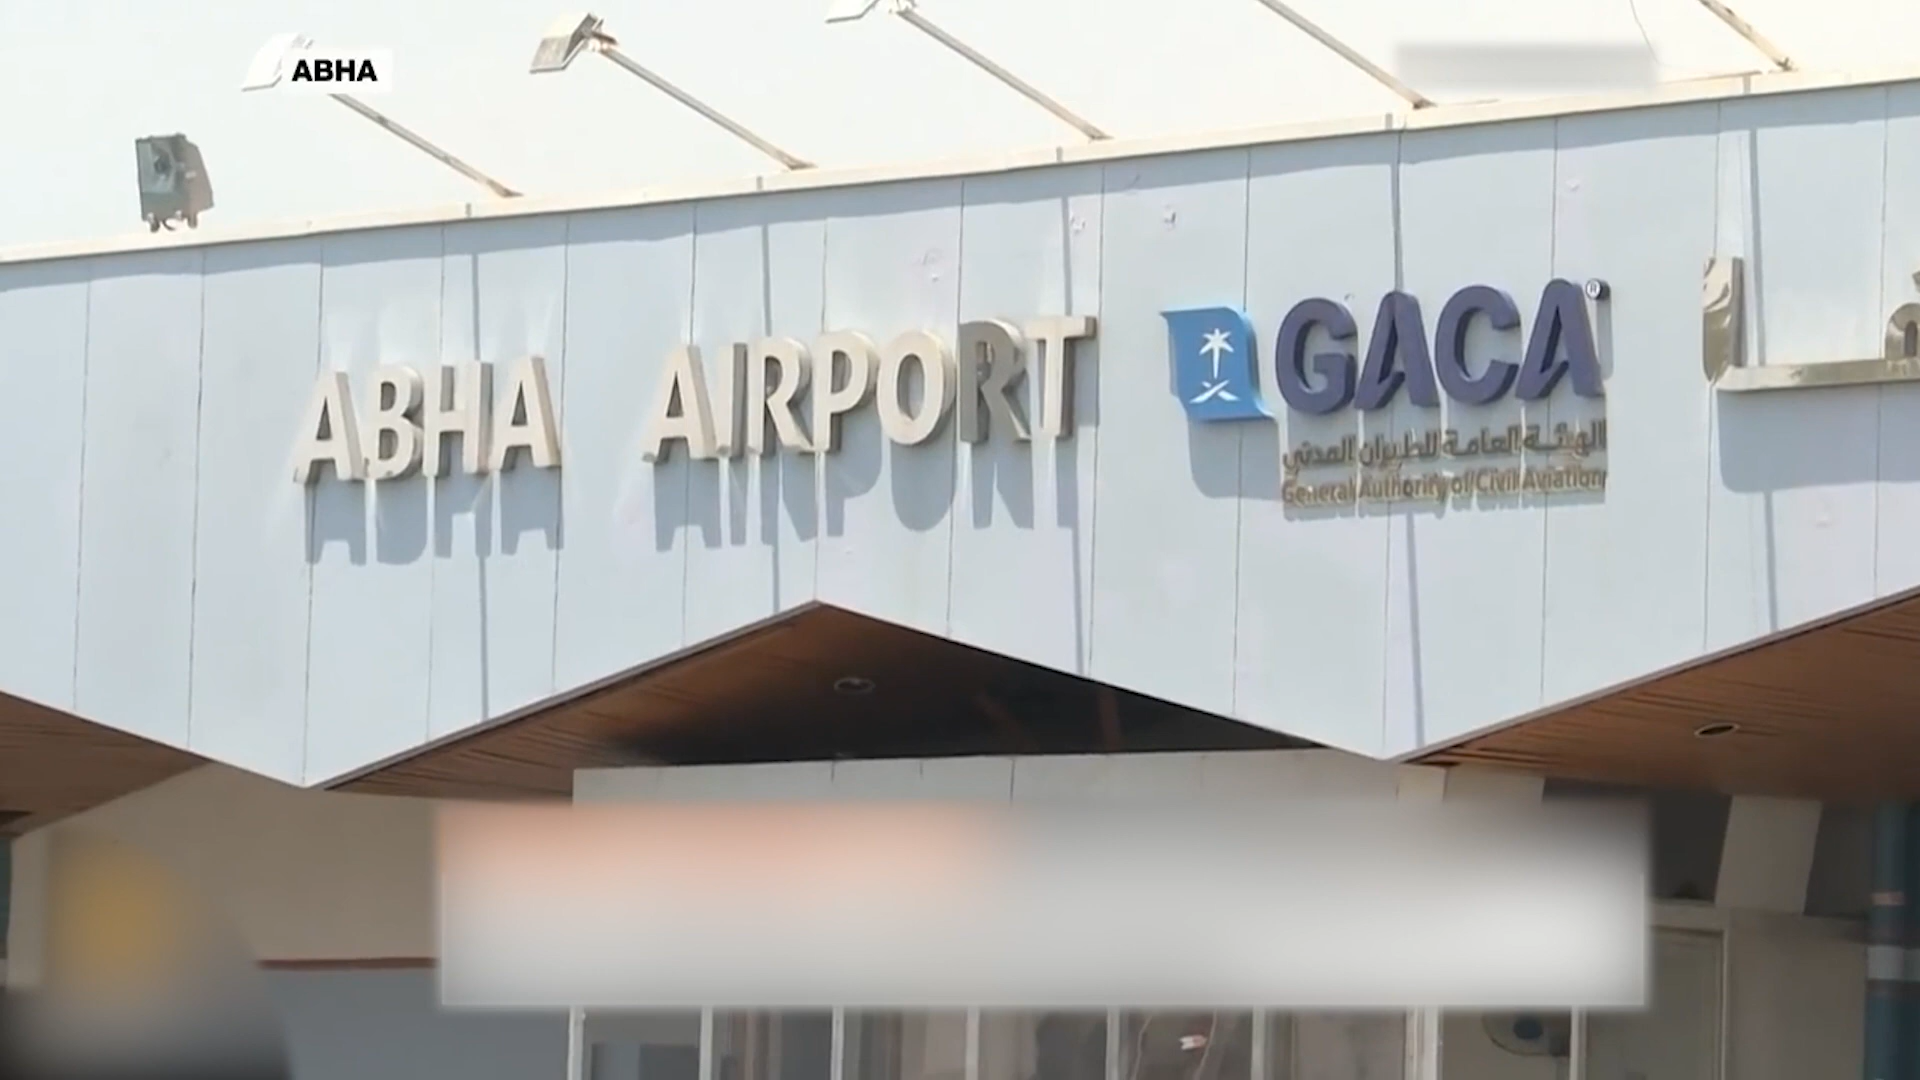 ABHA
ABHA AIRPORT
GACA®
الهيئة العامة للطيران المدني
General Authority of Civil Aviation